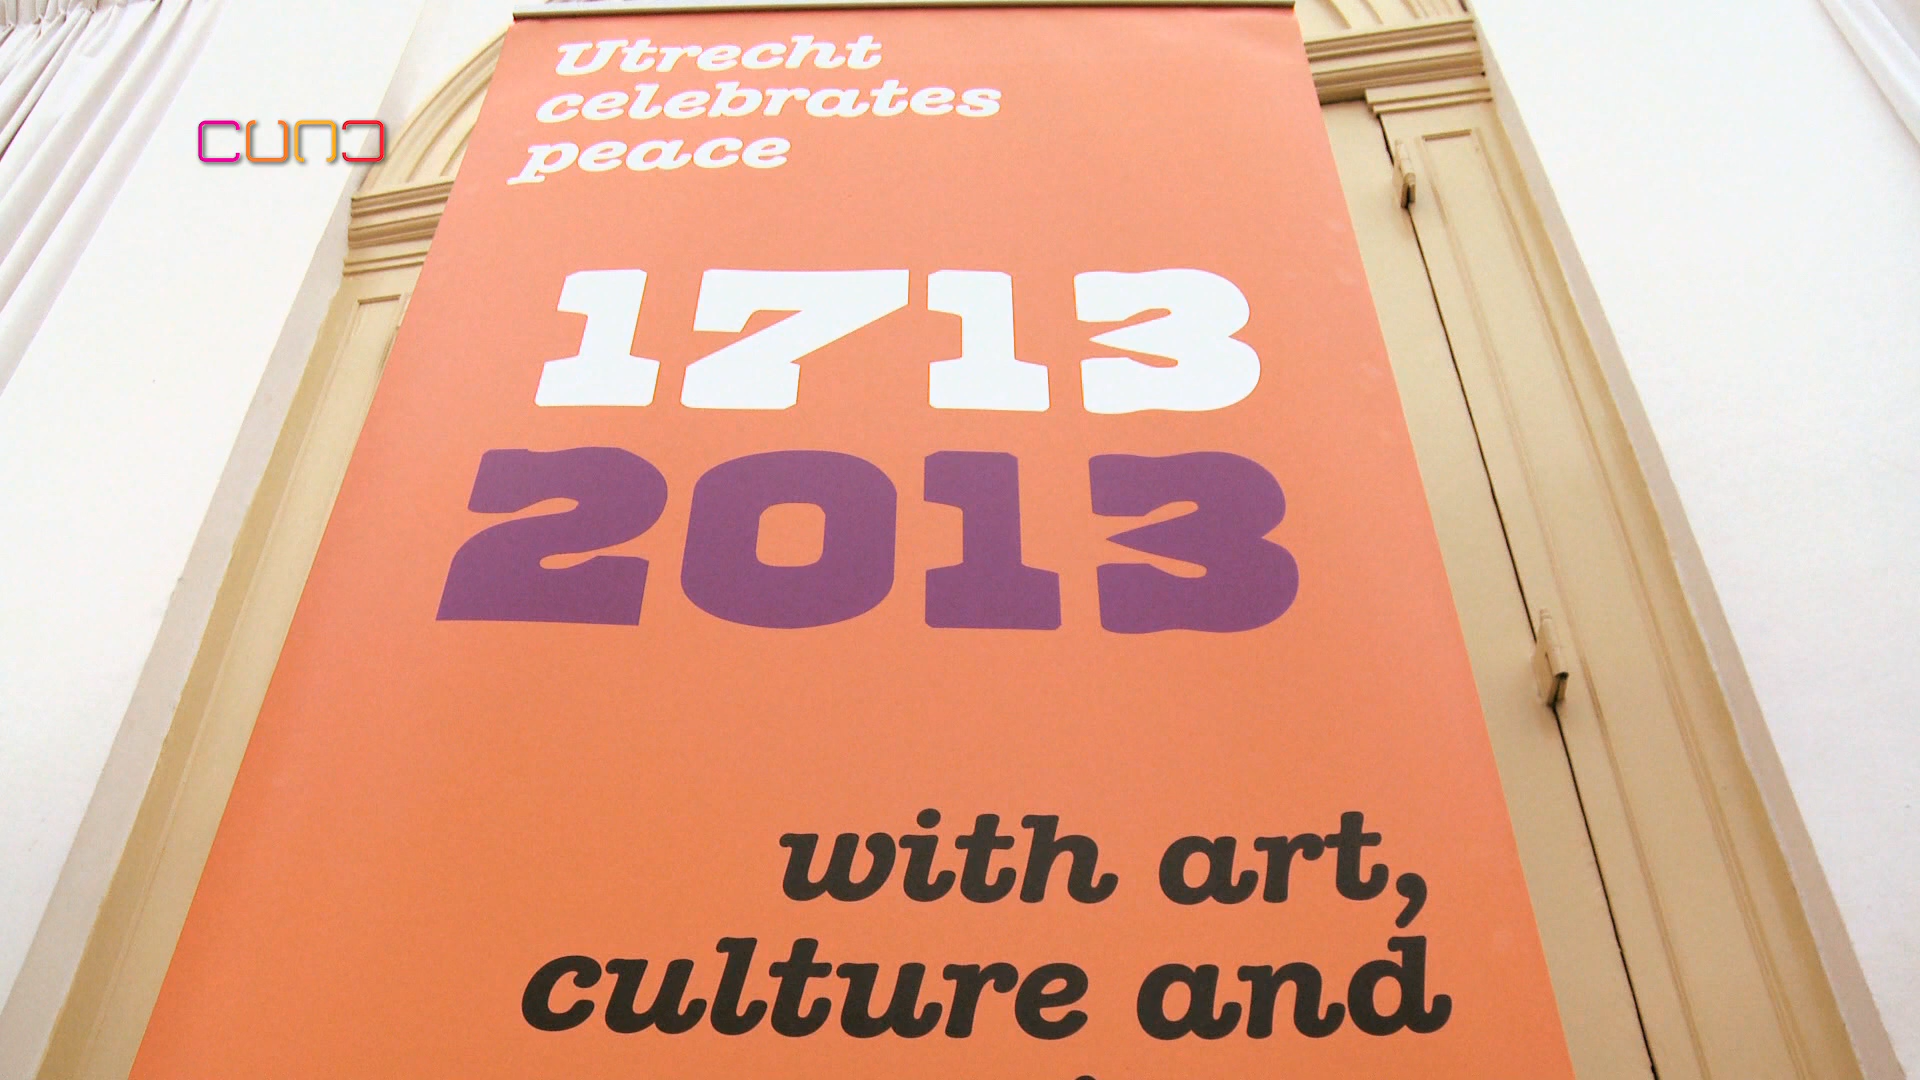 Utrecht
celebrates
peace
CUNC
1713
2013
with art,
culture and